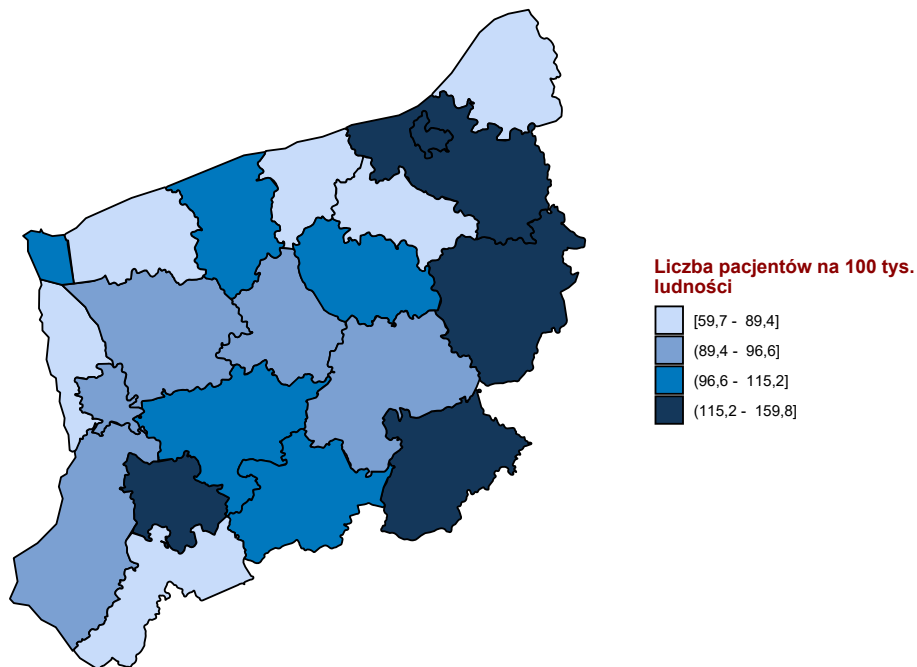 Liczba pacjentów na 100 tys.
ludności
[59,7 - 89,4]
(89,4 - 96,6]
(96,6 - 115,2]
(115,2 - 159,8]